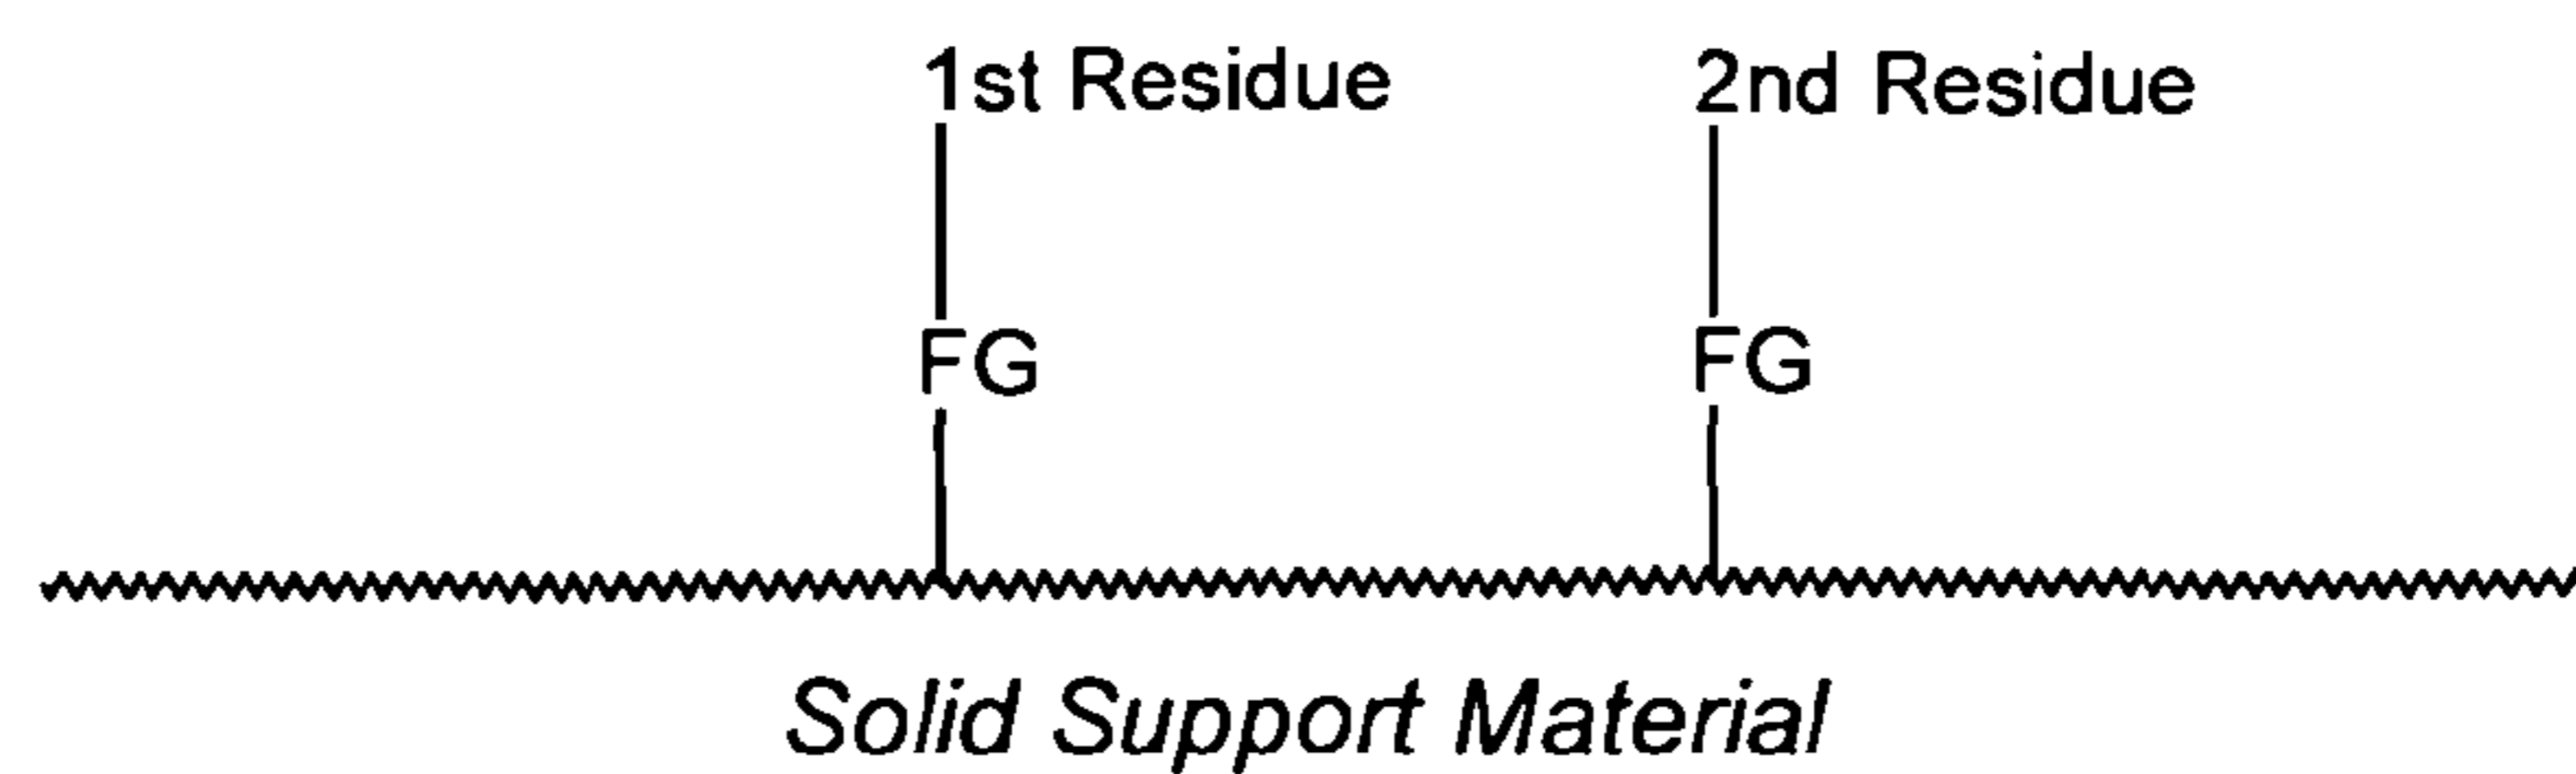 1st Residue 2nd Residue
FG FG
Solid Support Material